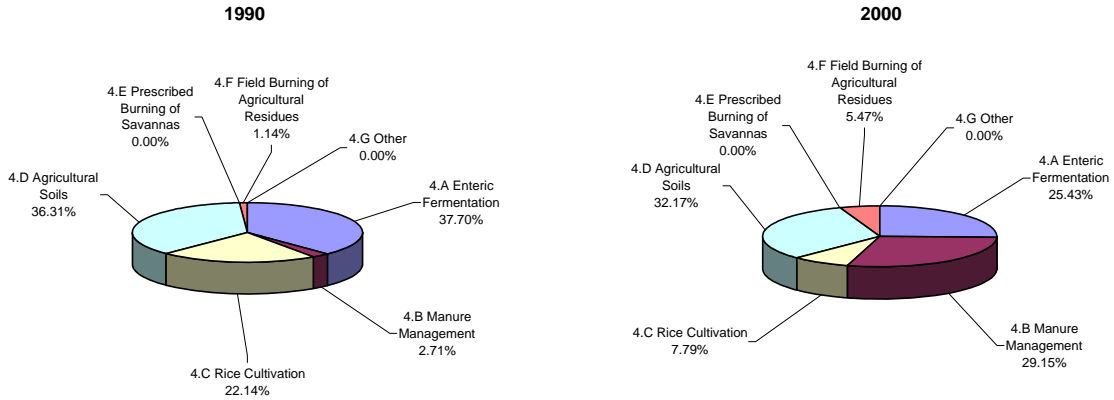 1990
4.F Field Burning of
Agricultural
Residues
1.14%
4.E Prescribed
Burning of
Savannas
0.00%
4.G Other
0.00%
4.D Agricultural
Soils
36.31%
4.A Enteric
Fermentation
37.70%
4.B Manure
Management
2.71%
4.C Rice Cultivation
22.14%
2000
4.F Field Burning of
Agricultural
Residues
5.47%
4.E Prescribed
Burning of
Savannas
0.00%
4.G Other
0.00%
4.D Agricultural
Soils
32.17%
4.A Enteric
Fermentation
25.43%
4.C Rice Cultivation
7.79%
4.B Manure
Management
29.15%